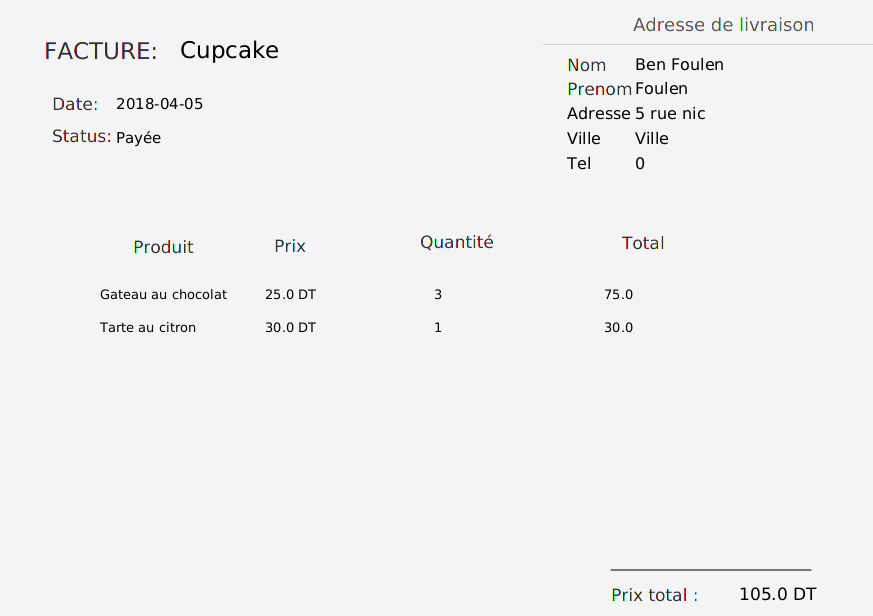 Adresse de livraison
FACTURE: Cupcake
Nom Ben Foulen
Prenom Foulen
Date: 2018-04-05
Adresse 5 rue nic
Status: Payée
Ville Ville
Tel 0
Produit Prix Quantité Total
Gateau au chocolat 25.0 DT 3 75.0
Tarte au citron 30.0 DT 1 30.0
Prix total : 105.0 DT